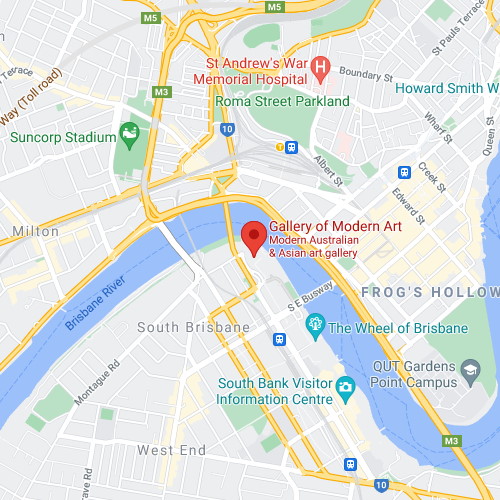 M5
M5
St Pauls Terrace
St Andrew's War
Memorial Hospital
Boundary St
Terrace
Way (Toll road)
M3
Howard Smith W
Roma Street Parkland
Suncorp Stadium
10
Wharf St
Queen St
Albert St
Creek St
Edward St
Milton
Gallery of Modern Art
Modern Australian
& Asian art gallery
Brisbane River
FROG'S HOLLOW
S E Busway
South Brisbane
The Wheel of Brisbane
Montague Rd
QUT Gardens
Point Campus
South Bank Visitor
Information Centre
M3
West End
10